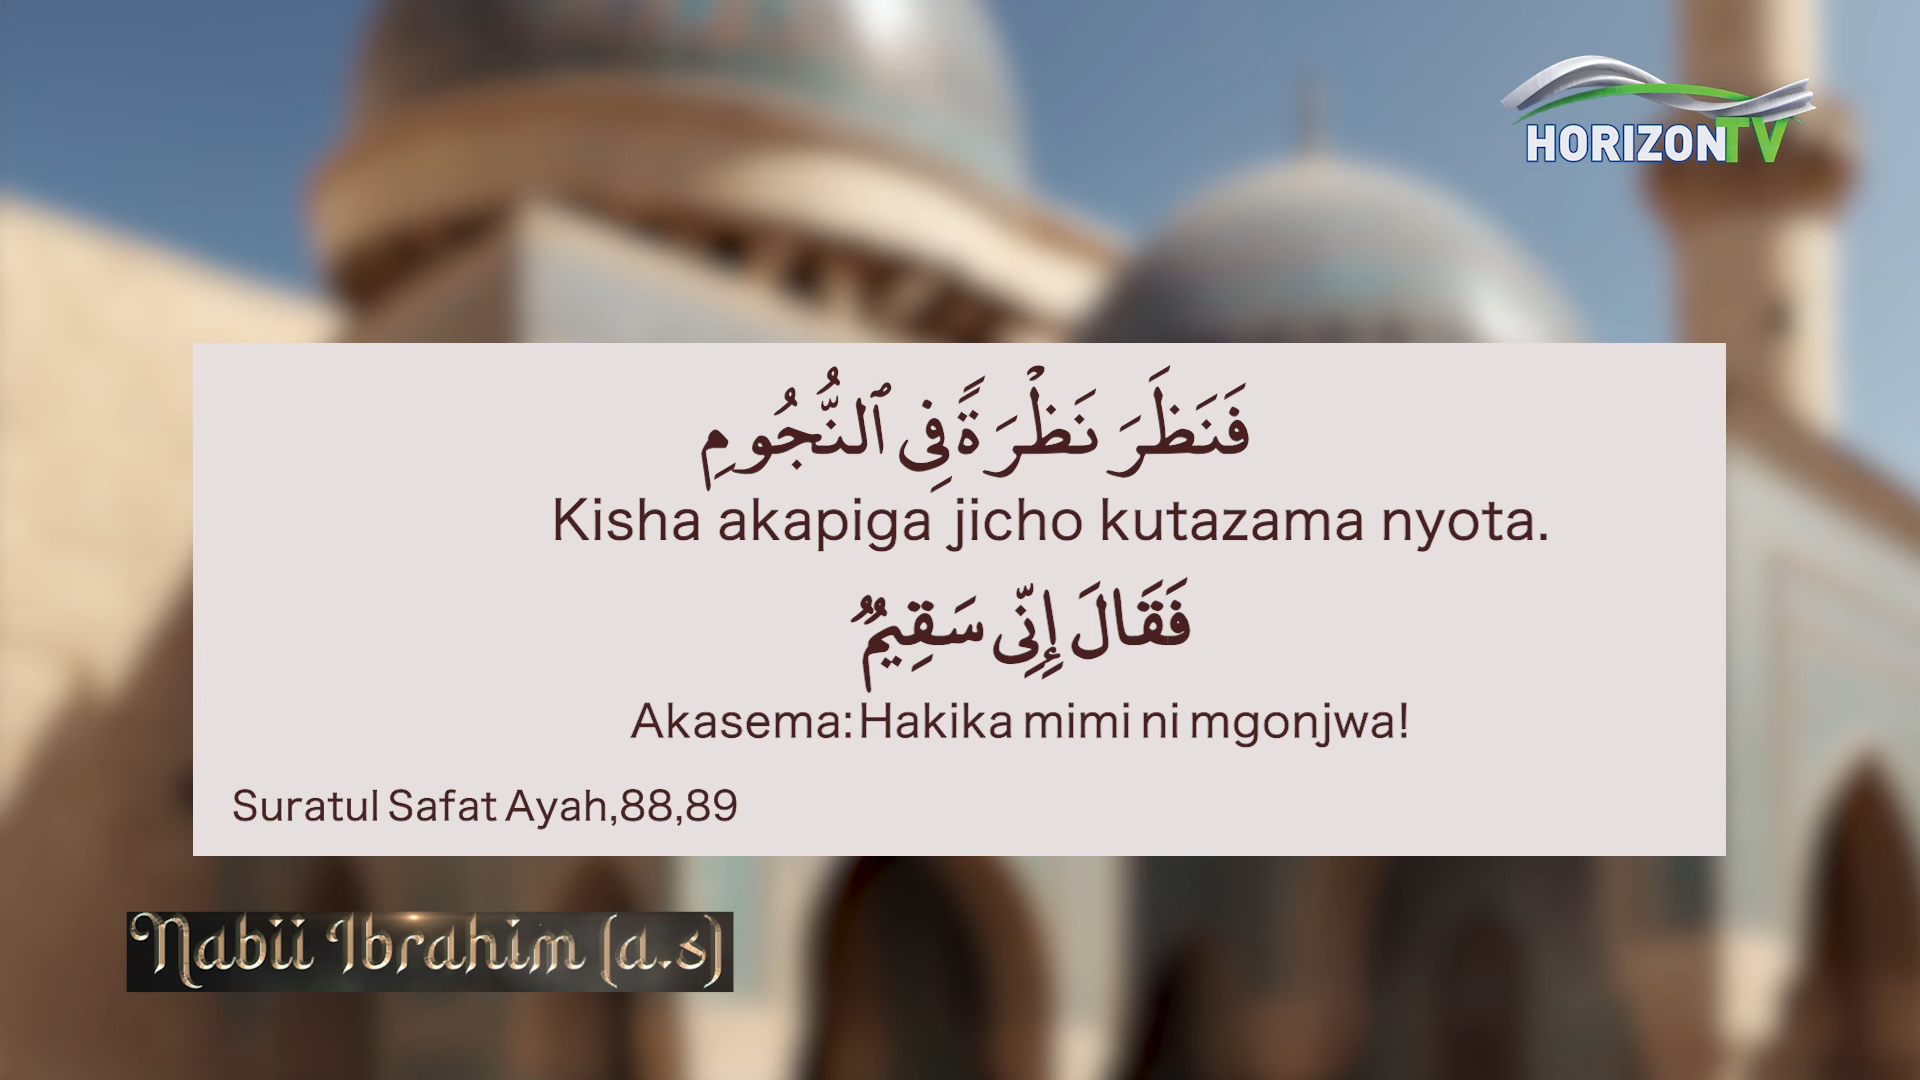 HORIZONTV
فَنَظَرَ نَظْرَةً فِى ٱلنُّجُومِ
Kisha akapiga jicho kutazama nyota.
فَقَالَ إِنِّى سَقِيمٌ
Akasema:Hakika mimi ni mgonjwa!
Suratul Safat Ayah,88,89
Nabii Ibrahim (a.s)